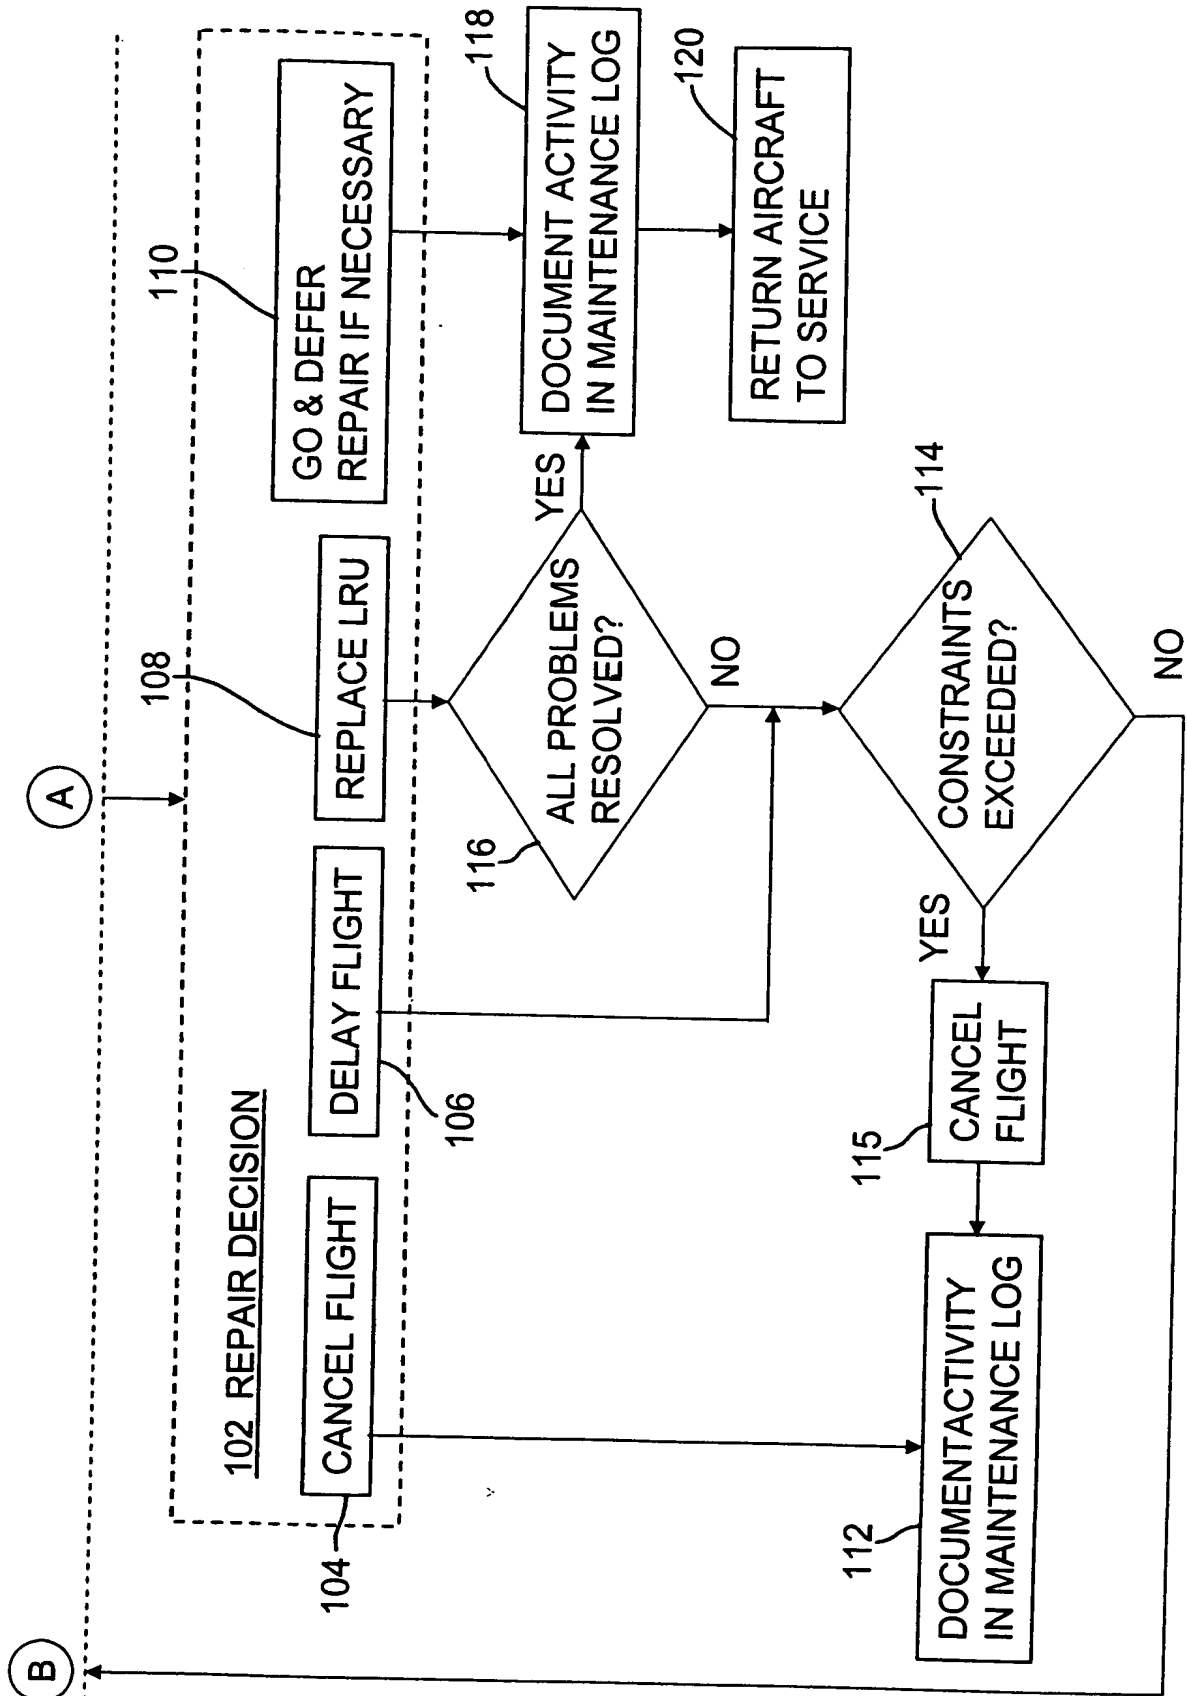 B
A
102 REPAIR DECISION
104
CANCEL FLIGHT
106
DELAY FLIGHT
108
REPLACE LRU
110
GO & DEFER
REPAIR IF NECESSARY
116
ALL PROBLEMS
RESOLVED?
YES
NO
118
DOCUMENT ACTIVITY
IN MAINTENANCE LOG
120
RETURN AIRCRAFT
TO SERVICE
112
DOCUMENTACTIVITY
IN MAINTENANCE LOG
115
CANCEL
FLIGHT
YES
CONSTRAINTS
EXCEEDED?
114
NO